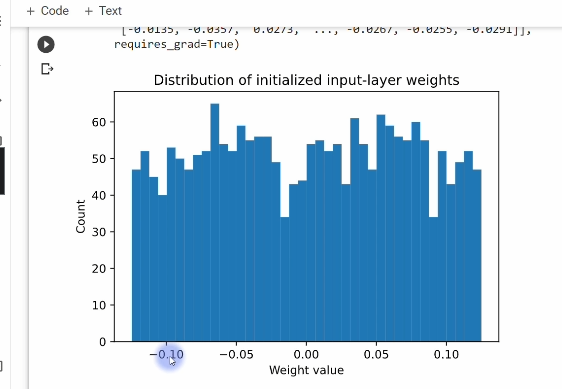 + Code + Text
[-0.0135, -0.0357, 0.0273, ..., -0.0267, -0.0255, -0.0291]],
requires_grad=True)
Distribution of initialized input-layer weights
60
50
40
30
20
10
0
Count
−0.10 −0.05 0.00 0.05 0.10
Weight value